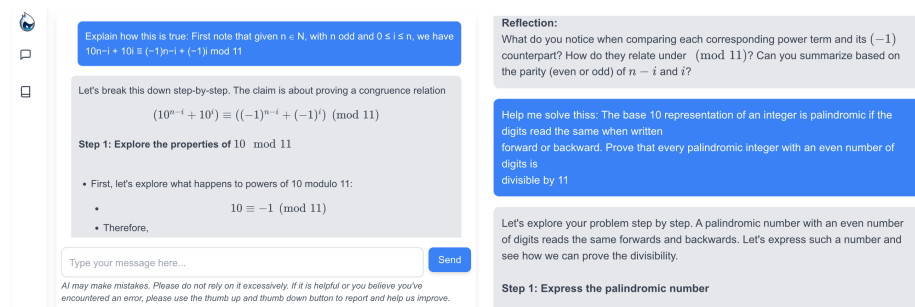 Explain how this is true: First note that given n ∈ N, with n odd and 0 ≤ i ≤ n, we have
10n−i + 10i ≡ (−1)n−i + (−1)i mod 11
Let's break this down step-by-step. The claim is about proving a congruence relation
(10^{n−i} + 10^i) ≡ ((−1)^{n−i} + (−1)^i) (mod 11)
Step 1: Explore the properties of 10 mod 11
• First, let's explore what happens to powers of 10 modulo 11:
• 10 ≡ −1 (mod 11)
• Therefore,
Type your message here...
Send
AI may make mistakes. Please do not rely on it excessively. If it is helpful or you believe you've
encountered an error, please use the thumb up and thumb down button to report and help us improve.
Reflection:
What do you notice when comparing each corresponding power term and its (−1)
counterpart? How do they relate under (mod 11)? Can you summarize based on
the parity (even or odd) of n − i and i?
Help me solve thiss: The base 10 representation of an integer is palindromic if the
digits read the same when written
forward or backward. Prove that every palindromic integer with an even number of
digits is
divisible by 11
Let's explore your problem step by step. A palindromic number with an even number
of digits reads the same forwards and backwards. Let's express such a number and
see how we can prove the divisibility.
Step 1: Express the palindromic number